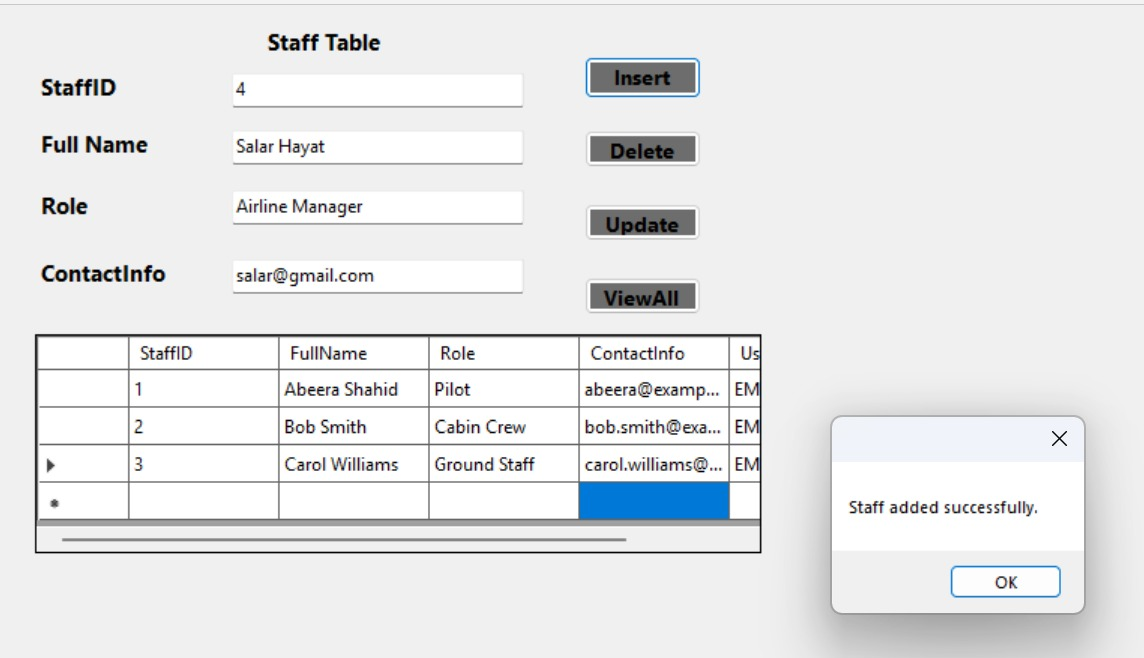 Staff Table
StaffID 4 Insert
Full Name Salar Hayat Delete
Role Airline Manager Update
ContactInfo salar@gmail.com ViewAll
StaffID FullName Role ContactInfo Us
1 Abeera Shahid Pilot abeera@examp... EM
2 Bob Smith Cabin Crew bob.smith@exa... EM
3 Carol Williams Ground Staff carol.williams@... EM
Staff added successfully.
OK